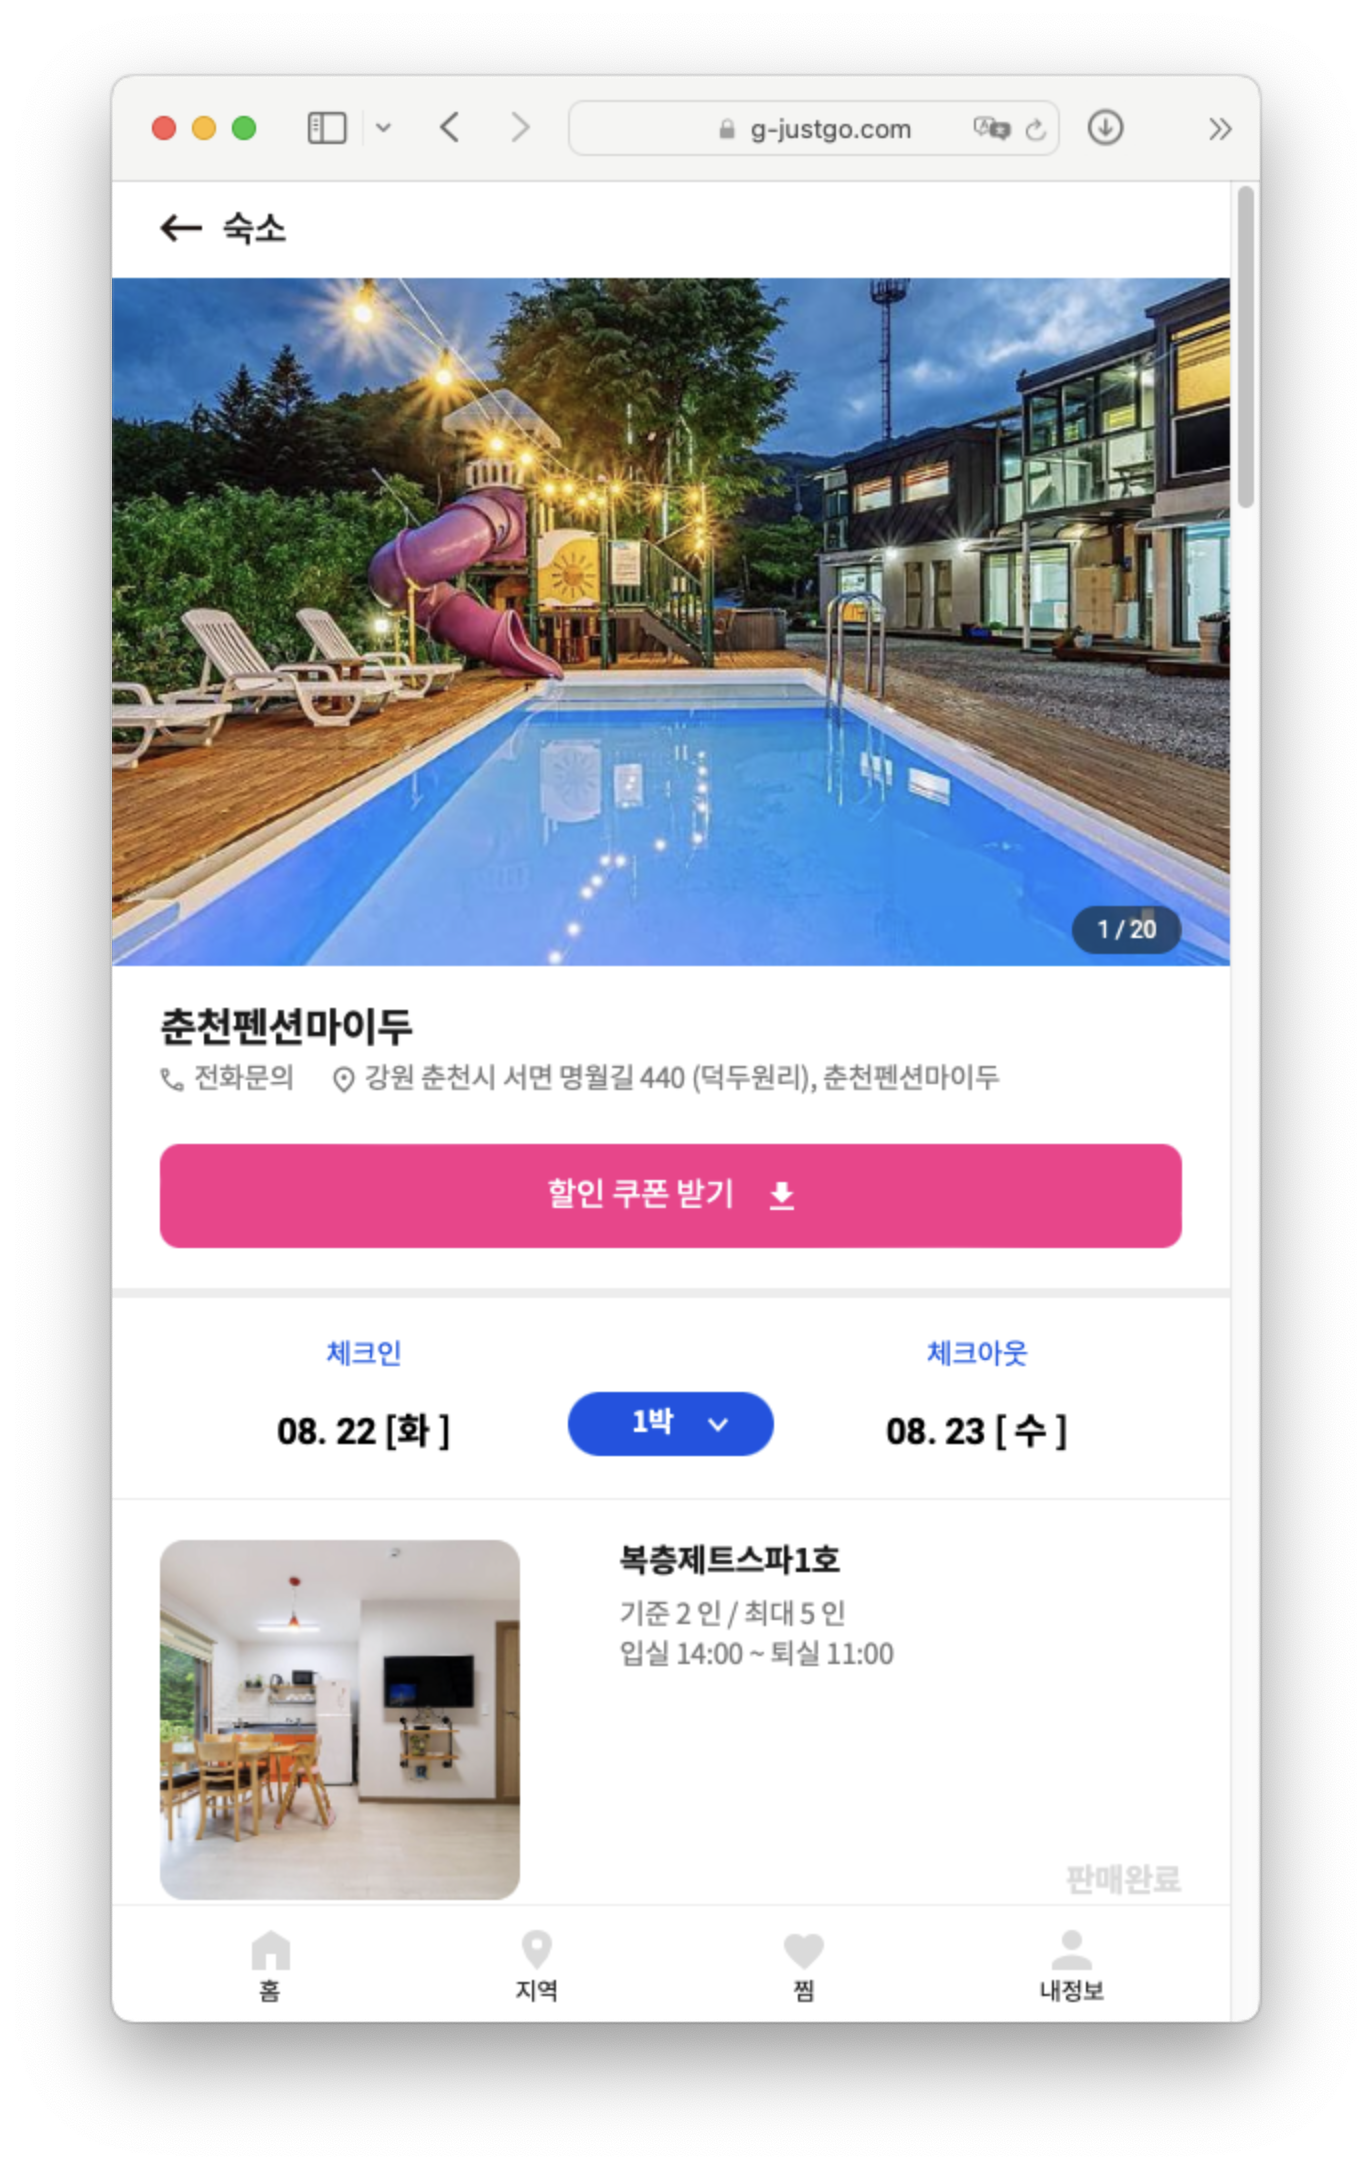 g-justgo.com
숙소
1 / 20
춘천펜션마이두
전화문의 강원 춘천시 서면 명월길 440 (덕두원리), 춘천펜션마이두
할인 쿠폰 받기
체크인 체크아웃
08. 22 [화 ] 1박 08. 23 [ 수 ]
복층제트스파1호
기준 2 인 / 최대 5 인
입실 14:00 ~ 퇴실 11:00
판매완료
홈 지역 찜 내정보